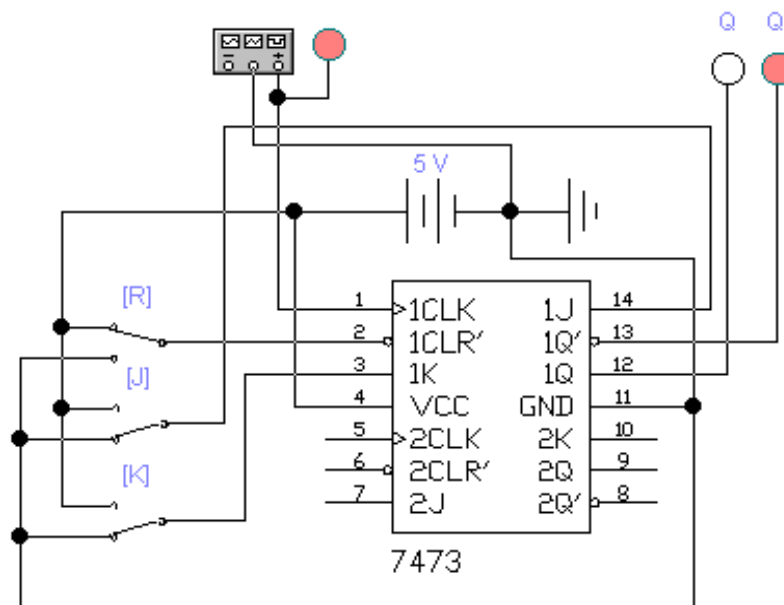 Q Q
− +
5 V
[R]
[J]
[K]
1 1CLK 1J 14
2 1CLR' 1Q' 13
3 1K 1Q 12
4 VCC GND 11
5 2CLK 2K 10
6 2CLR' 2Q 9
7 2J 2Q' 8
7473